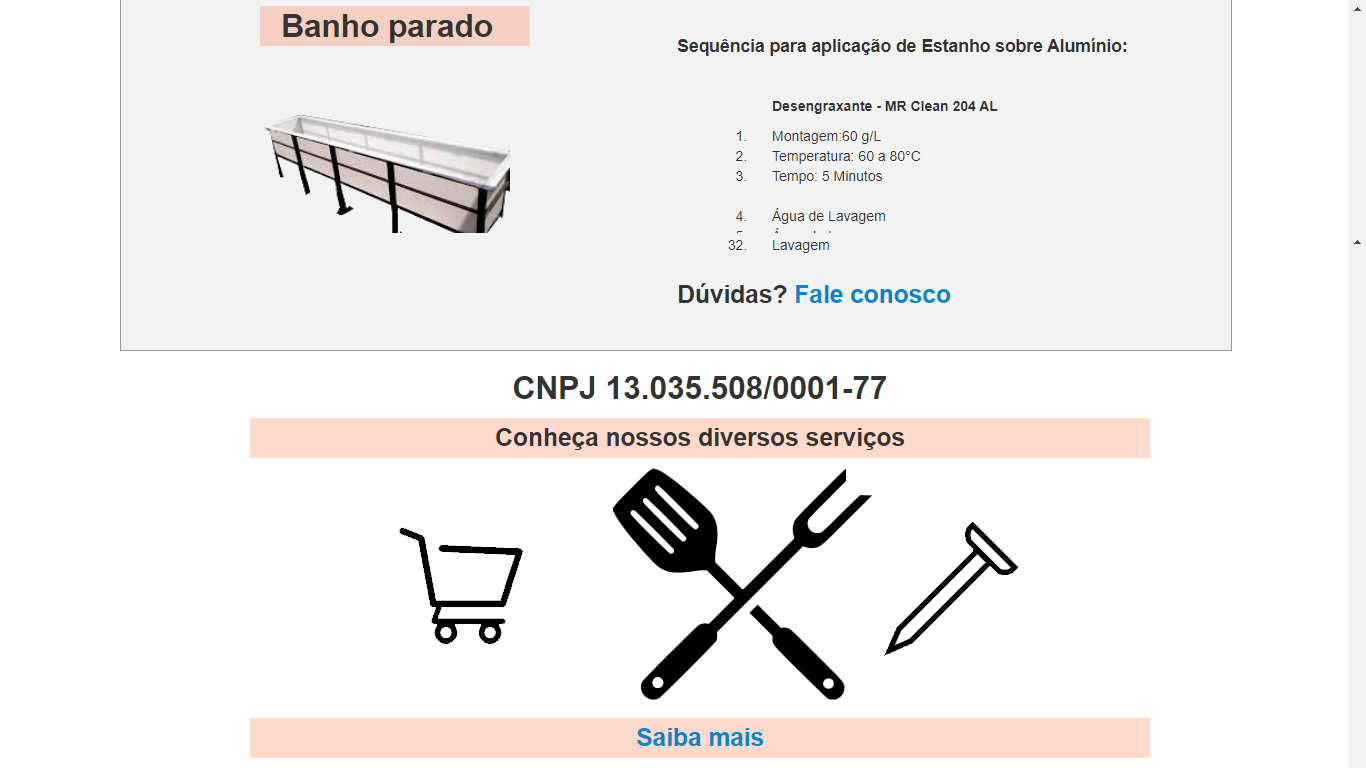 Banho parado
Sequência para aplicação de Estanho sobre Alumínio:
Desengraxante - MR Clean 204 AL
1. Montagem:60 g/L
2. Temperatura: 60 a 80°C
3. Tempo: 5 Minutos
4. Água de Lavagem
32. Lavagem
Dúvidas? Fale conosco
CNPJ 13.035.508/0001-77
Conheça nossos diversos serviços
Saiba mais